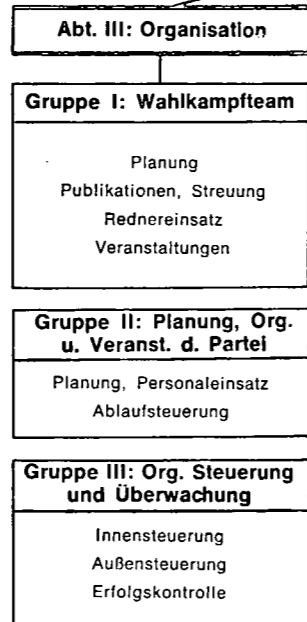 Abt. III: Organisation
Gruppe I: Wahlkampfteam
Planung
Publikationen, Streuung
Rednereinsatz
Veranstaltungen
Gruppe II: Planung, Org.
u. Veranst. d. Partei
Planung, Personaleinsatz
Ablaufsteuerung
Gruppe III: Org. Steuerung
und Überwachung
Innensteuerung
Außensteuerung
Erfolgskontrolle